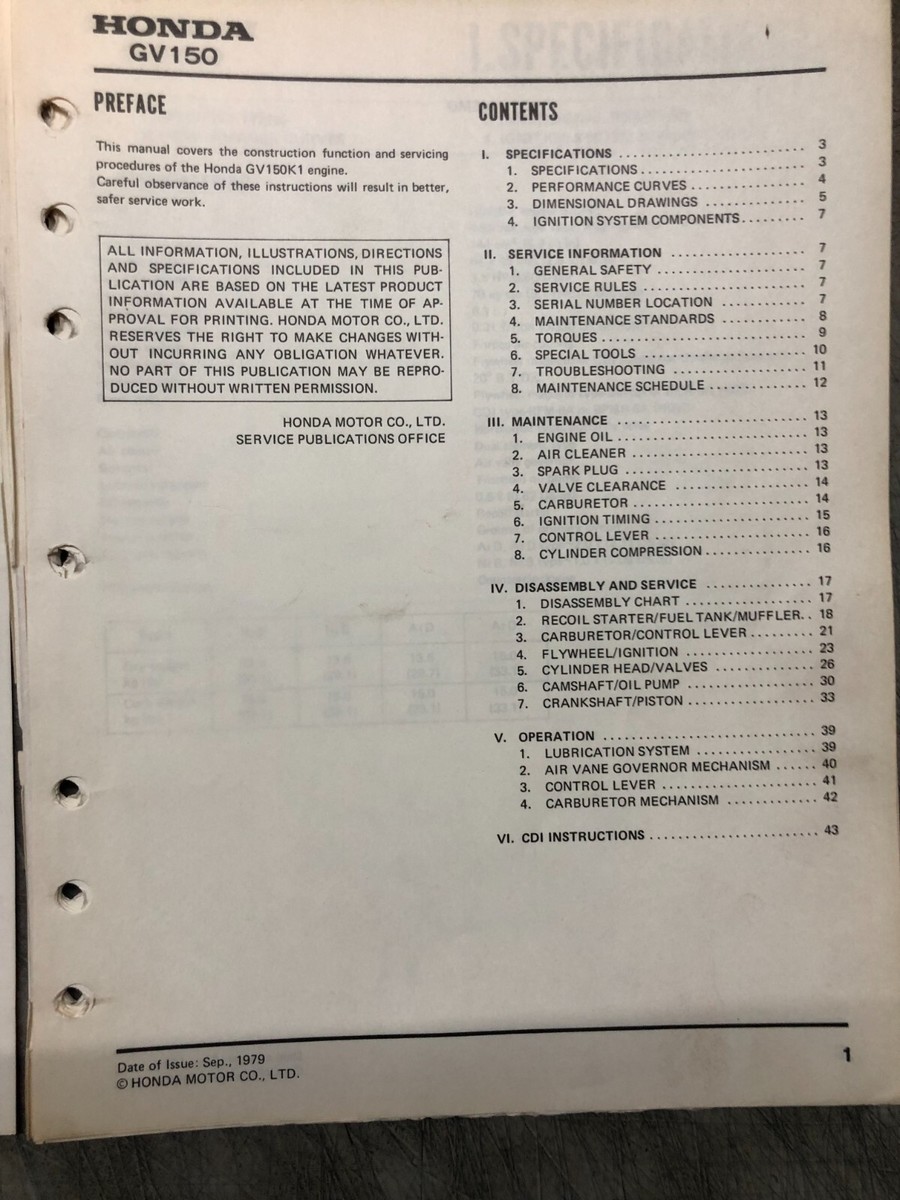 HONDA
GV150
PREFACE
This manual covers the construction function and servicing
procedures of the Honda GV150K1 engine.
Careful observance of these instructions will result in better,
safer service work.
ALL INFORMATION, ILLUSTRATIONS, DIRECTIONS
AND SPECIFICATIONS INCLUDED IN THIS PUB-
LICATION ARE BASED ON THE LATEST PRODUCT
INFORMATION AVAILABLE AT THE TIME OF AP-
PROVAL FOR PRINTING. HONDA MOTOR CO., LTD.
RESERVES THE RIGHT TO MAKE CHANGES WITH-
OUT INCURRING ANY OBLIGATION WHATEVER.
NO PART OF THIS PUBLICATION MAY BE REPRO-
DUCED WITHOUT WRITTEN PERMISSION.
HONDA MOTOR CO., LTD.
SERVICE PUBLICATIONS OFFICE
CONTENTS
I. SPECIFICATIONS .......................... 3
1. SPECIFICATIONS ....................... 3
2. PERFORMANCE CURVES ................ 4
3. DIMENSIONAL DRAWINGS .............. 5
4. IGNITION SYSTEM COMPONENTS ......... 7
II. SERVICE INFORMATION ................... 7
1. GENERAL SAFETY ..................... 7
2. SERVICE RULES ....................... 7
3. SERIAL NUMBER LOCATION ............ 7
4. MAINTENANCE STANDARDS ............ 8
5. TORQUES ............................. 9
6. SPECIAL TOOLS ....................... 10
7. TROUBLESHOOTING .................... 11
8. MAINTENANCE SCHEDULE .............. 12
III. MAINTENANCE .......................... 13
1. ENGINE OIL ........................... 13
2. AIR CLEANER ......................... 13
3. SPARK PLUG .......................... 13
4. VALVE CLEARANCE .................... 14
5. CARBURETOR ......................... 14
6. IGNITION TIMING ...................... 15
7. CONTROL LEVER ...................... 16
8. CYLINDER COMPRESSION ............... 16
IV. DISASSEMBLY AND SERVICE ............... 17
1. DISASSEMBLY CHART .................. 17
2. RECOIL STARTER/FUEL TANK/MUFFLER .. 18
3. CARBURETOR/CONTROL LEVER ......... 21
4. FLYWHEEL/IGNITION .................. 23
5. CYLINDER HEAD/VALVES .............. 26
6. CAMSHAFT/OIL PUMP .................. 30
7. CRANKSHAFT/PISTON .................. 33
V. OPERATION .............................. 39
1. LUBRICATION SYSTEM ................. 39
2. AIR VANE GOVERNOR MECHANISM ...... 40
3. CONTROL LEVER ...................... 41
4. CARBURETOR MECHANISM ............. 42
VI. CDI INSTRUCTIONS ........................ 43
Date of Issue: Sep., 1979
© HONDA MOTOR CO., LTD.
1